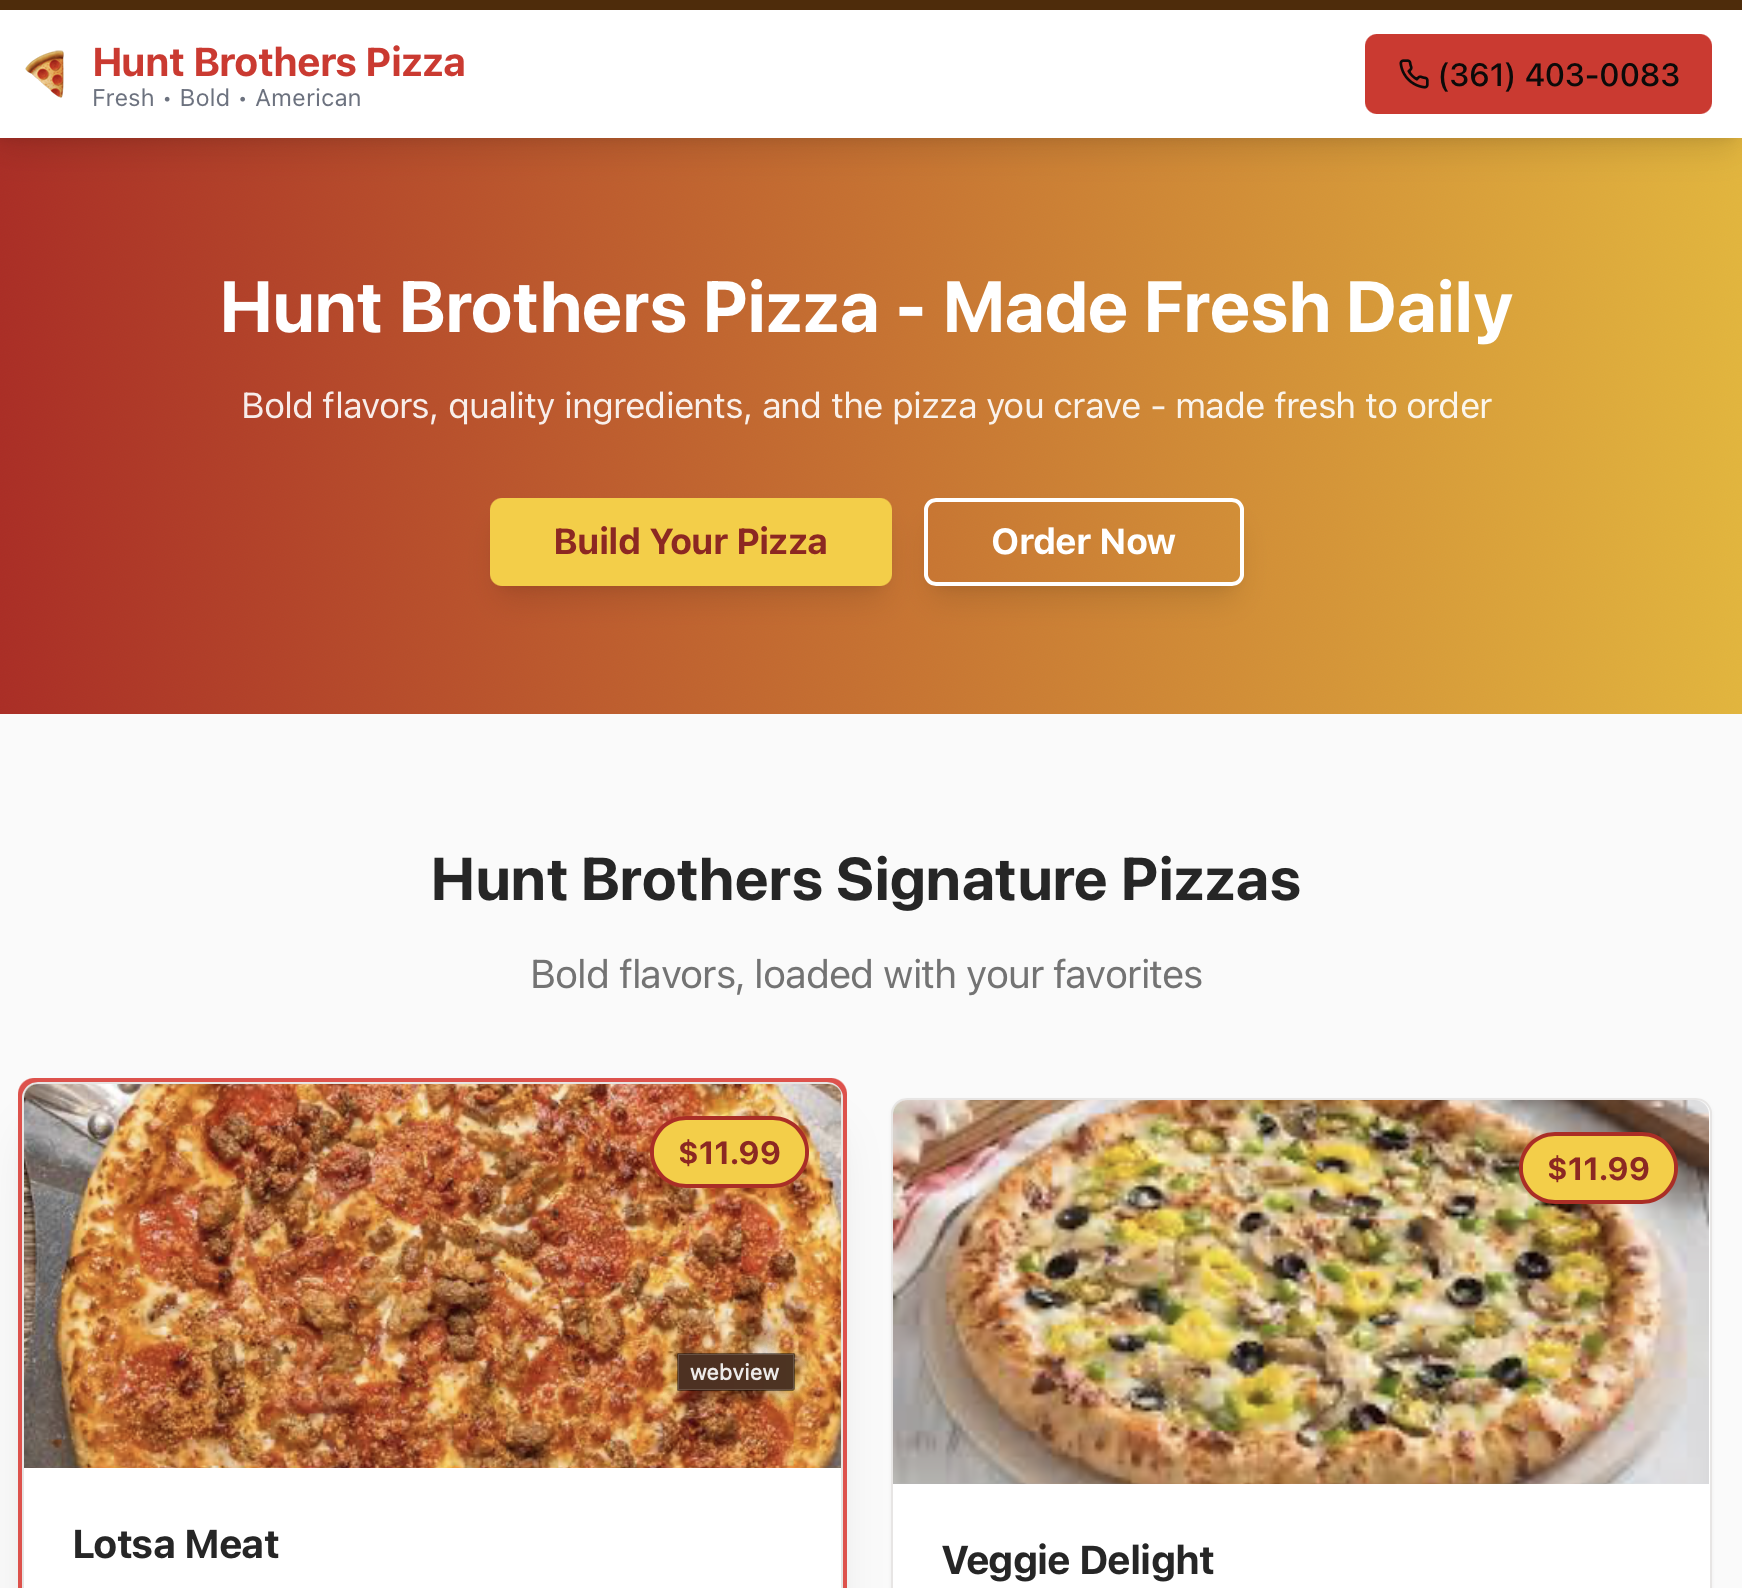 Hunt Brothers Pizza
Fresh • Bold • American
(361) 403-0083
Hunt Brothers Pizza - Made Fresh Daily
Bold flavors, quality ingredients, and the pizza you crave - made fresh to order
Build Your Pizza
Order Now
Hunt Brothers Signature Pizzas
Bold flavors, loaded with your favorites
$11.99
$11.99
webview
Lotsa Meat
Veggie Delight